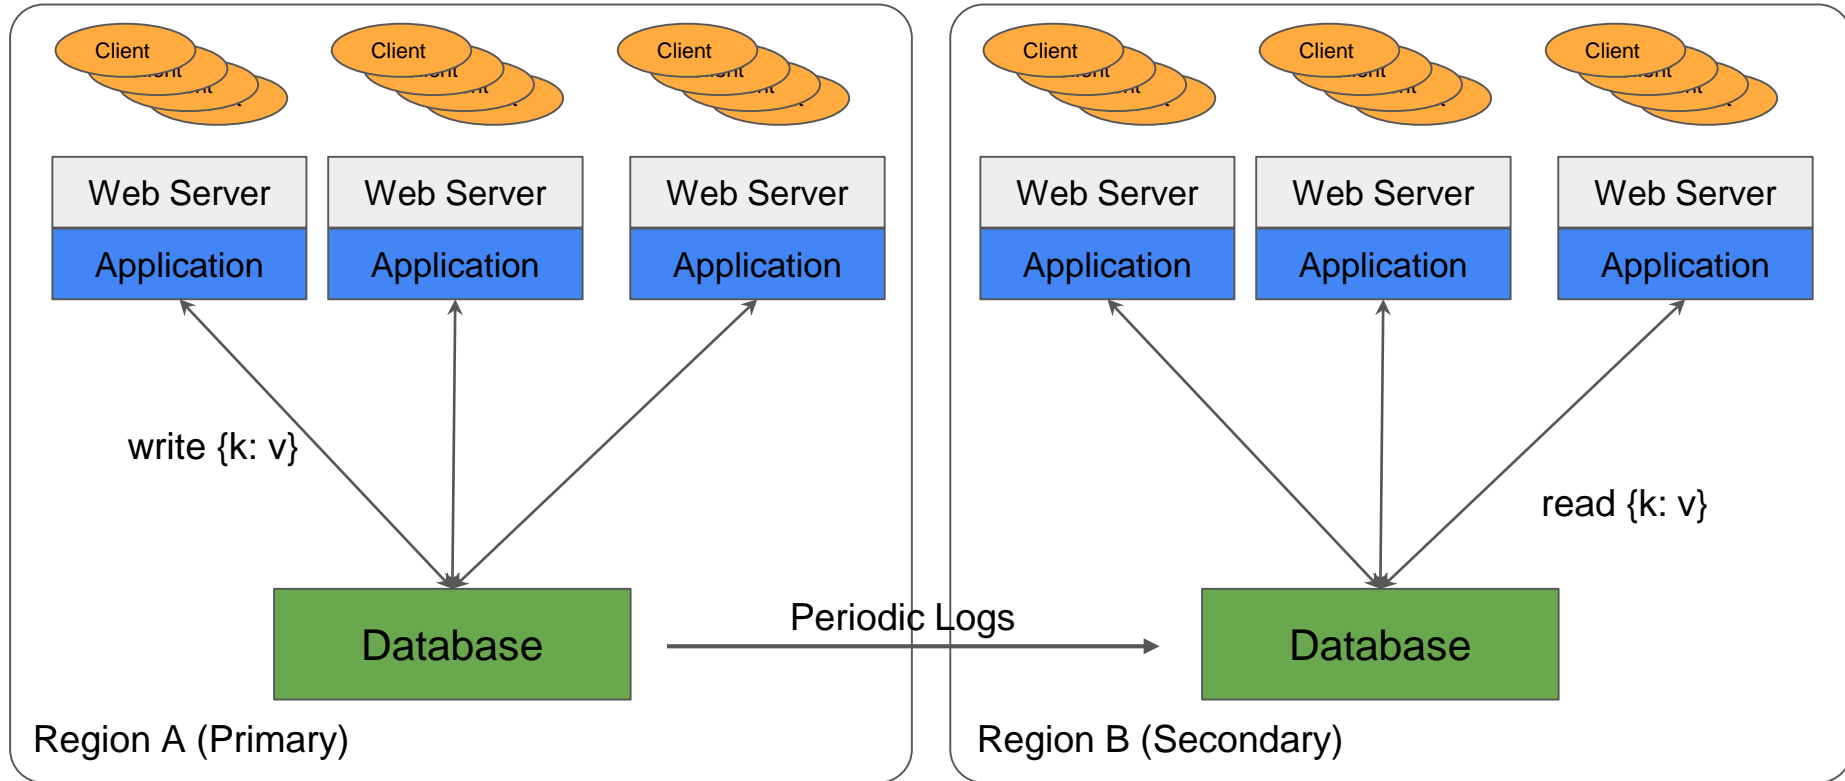 Client
Client
Client
Client
Client
Client
Web Server
Web Server
Web Server
Web Server
Web Server
Web Server
Application
Application
Application
Application
Application
Application
write {k: v}
read {k: v}
Periodic Logs
Database
Database
Region A (Primary)
Region B (Secondary)